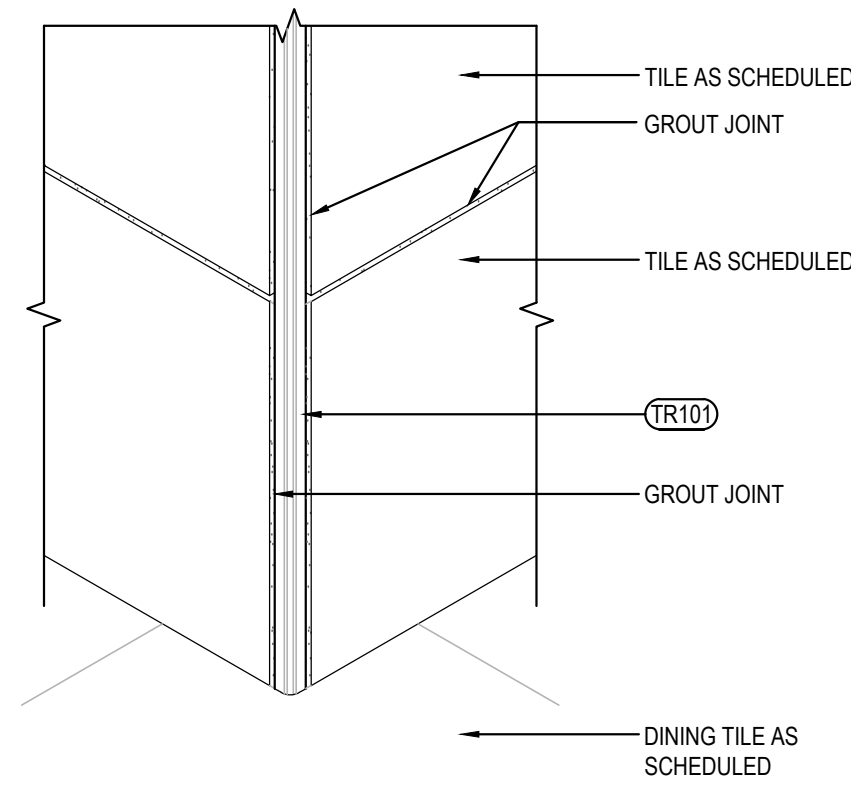 TILE AS SCHEDULED
GROUT JOINT
TILE AS SCHEDULED
TR101
GROUT JOINT
DINING TILE AS
SCHEDULED